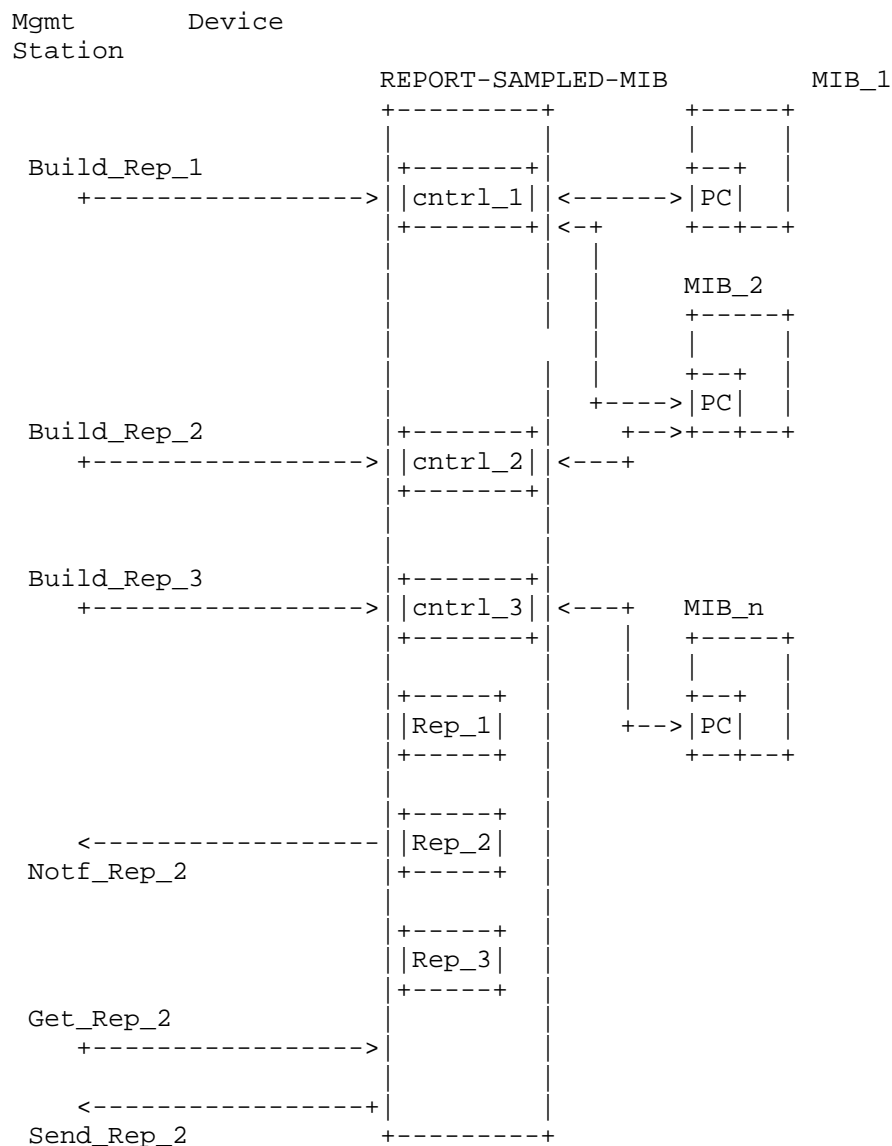 Mgmt Device
Station
REPORT-SAMPLED-MIB MIB_1
Build_Rep_1
cntrl_1 PC
MIB_2
PC
Build_Rep_2
cntrl_2
Build_Rep_3
cntrl_3 MIB_n
Rep_1 PC
Rep_2
Notf_Rep_2
Rep_3
Get_Rep_2
Send_Rep_2